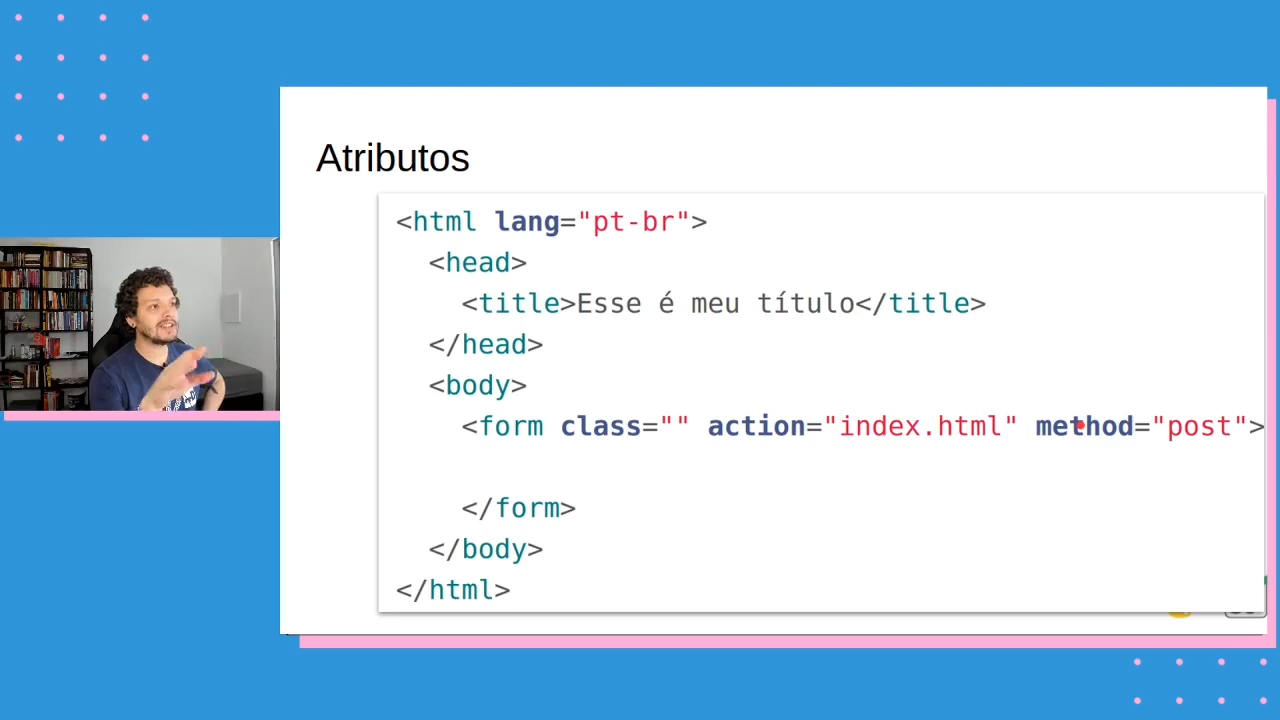 Atributos
<html lang="pt-br">
<head>
<title>Esse é meu título</title>
</head>
<body>
<form class="" action="index.html" method="post">
</form>
</body>
</html>